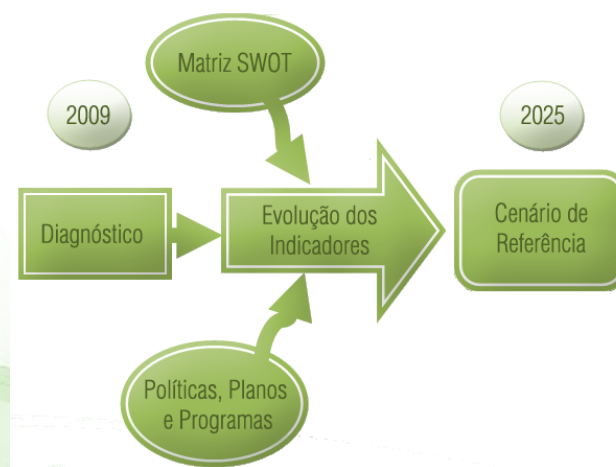 Matriz SWOT
2009
2025
Diagnóstico
Evolução dos
Indicadores
Cenário de
Referência
Políticas, Planos
e Programas